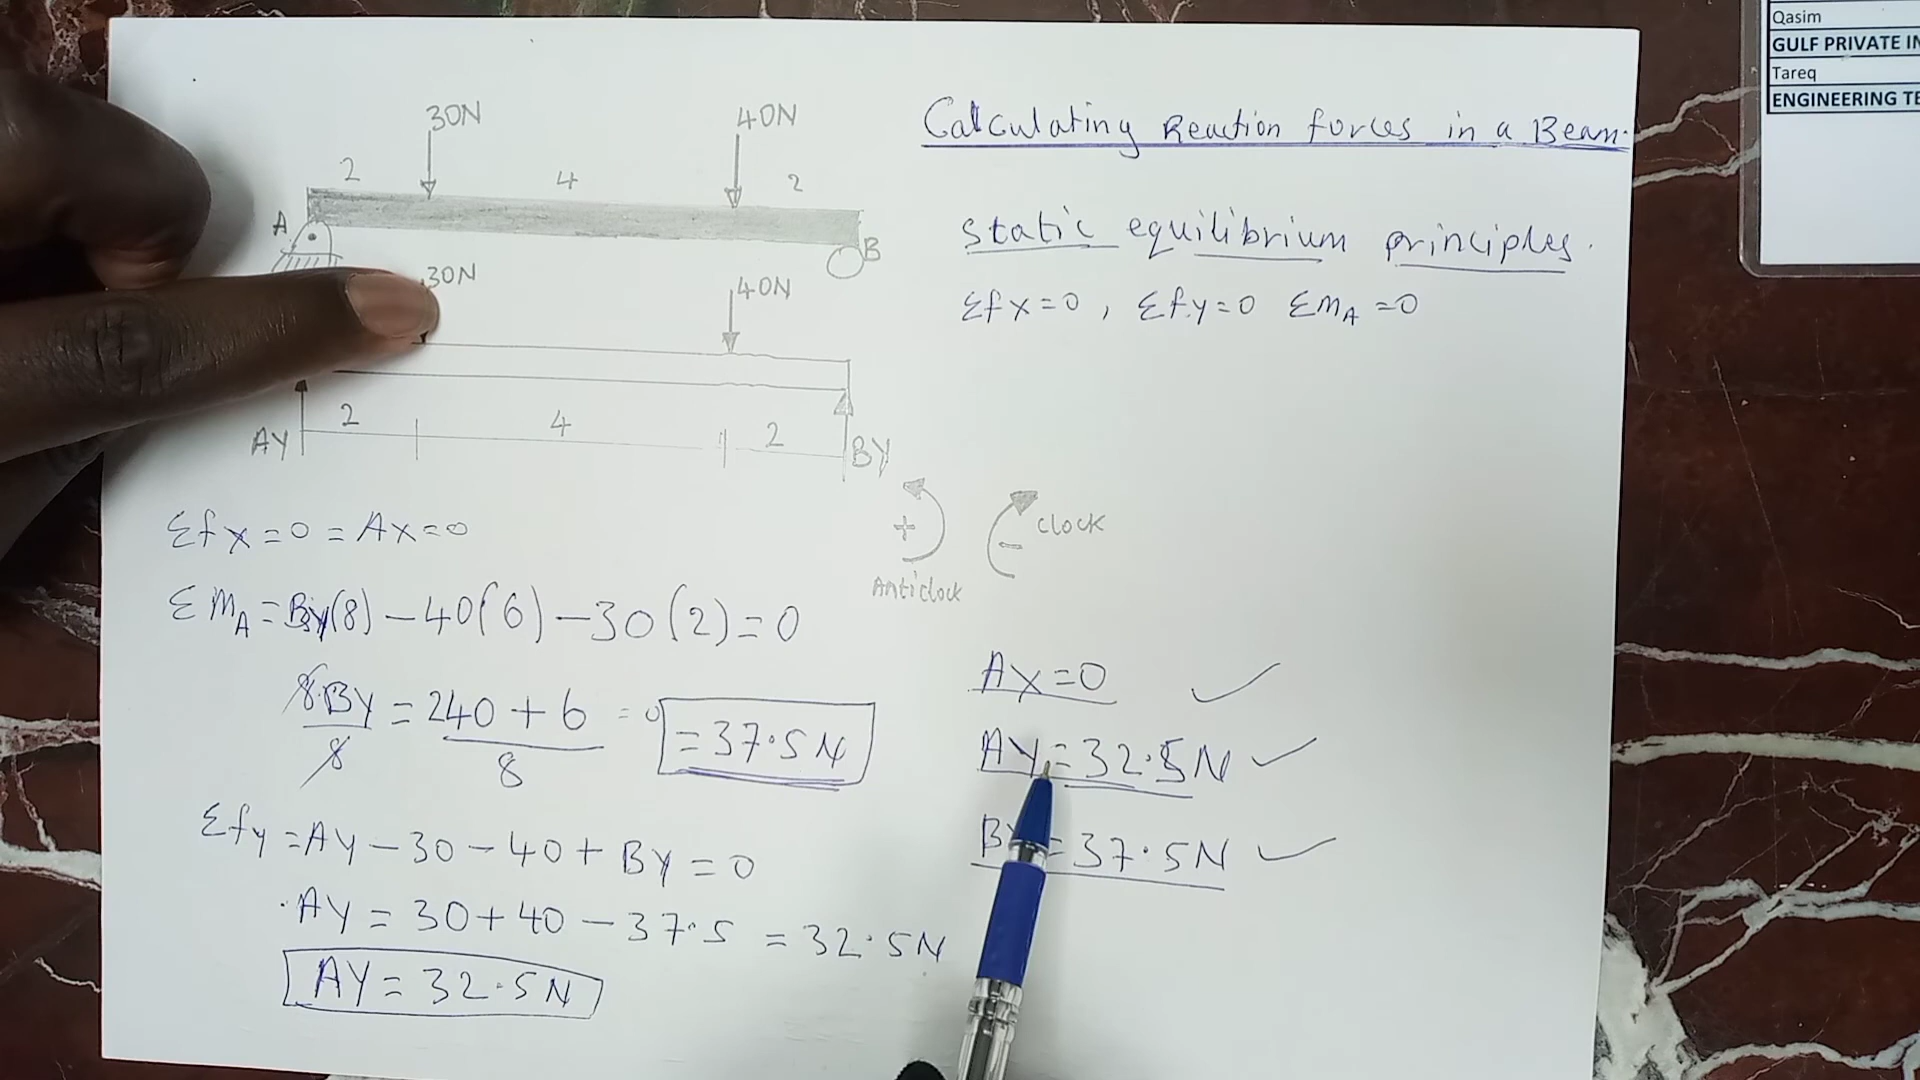 Calculating Reaction forces in a Beam.
static equilibrium principles.
Σfx=0, Σfy=0 ΣMA=0
30N
40N
2
4
2
A
B
30N
40N
2
4
2
AY
BY
+
Anticlock
-
Clock
Σfx=0=Ax=0
ΣMA=By(8)-40(6)-30(2)=0
8.BY = 240+6 =0 =37.5N
8
8
Σfy=AY-30-40+BY=0
.AY=30+40-37.5=32.5N
AY=32.5N
Ax=0
AY=32.5N
BY=37.5N
Qasim
GULF PRIVATE IN
Tareq
ENGINEERING TE